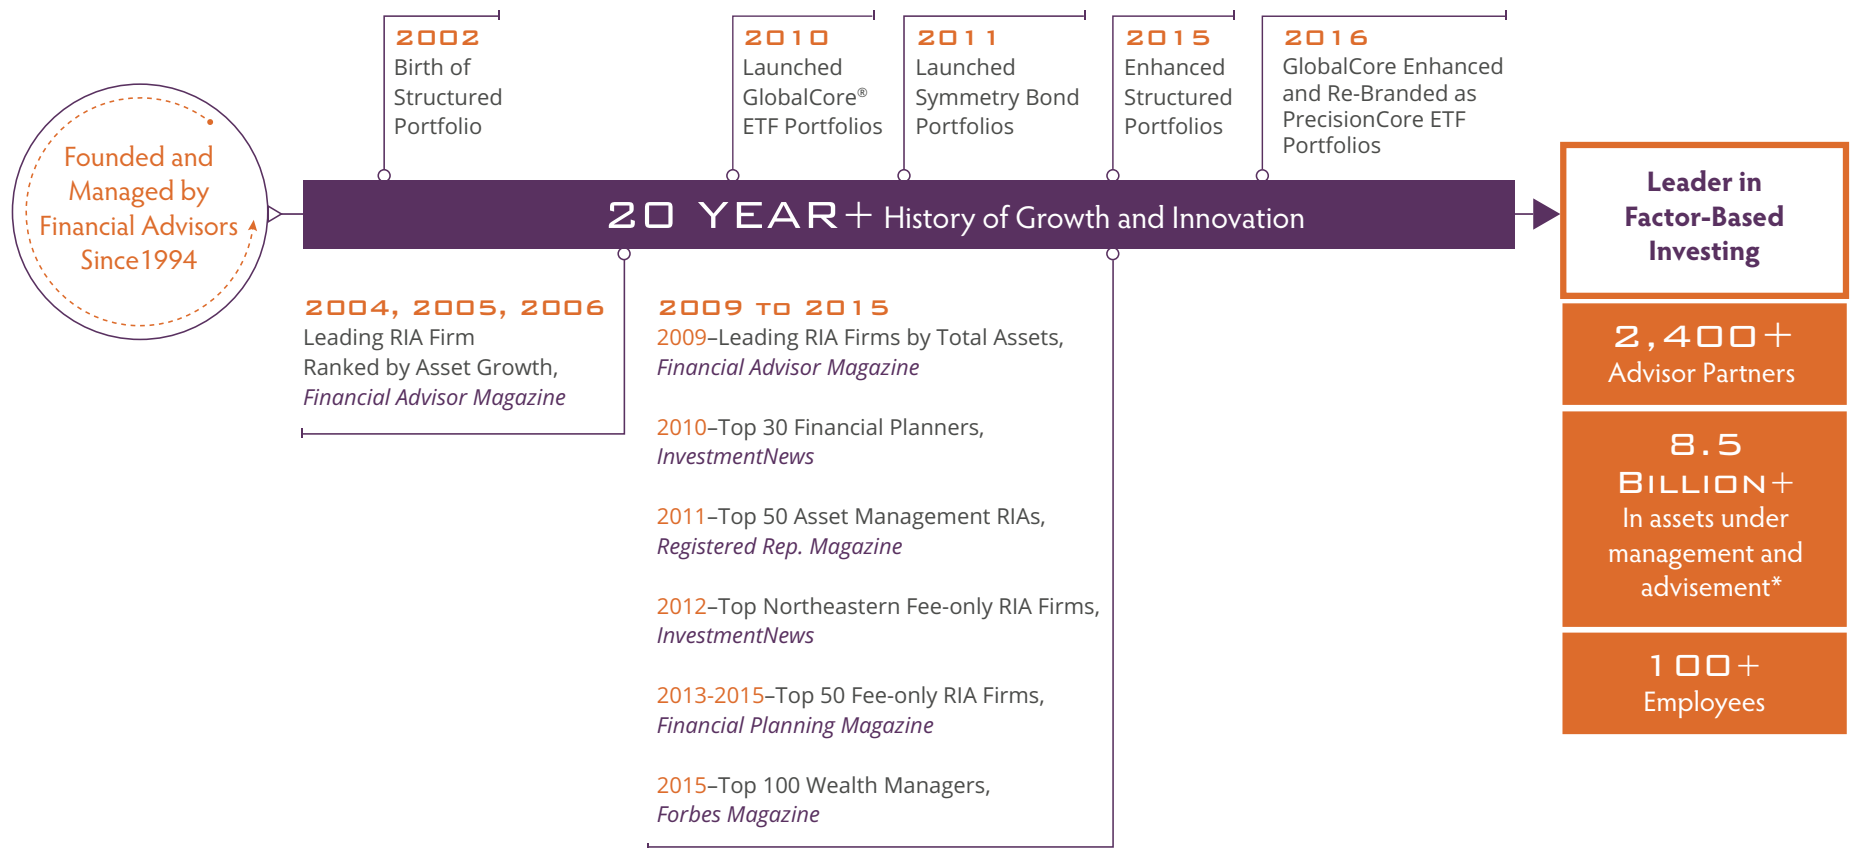 2002
Birth of
Structured
Portfolio
2010
Launched
GlobalCore®
ETF Portfolios
2011
Launched
Symmetry Bond
Portfolios
2015
Enhanced
Structured
Portfolios
2016
GlobalCore Enhanced
and Re-Branded as
PrecisionCore ETF
Portfolios
Founded and
Managed by
Financial Advisors
Since1994
20 YEAR+ History of Growth and Innovation
Leader in
Factor-Based
Investing
2004, 2005, 2006
Leading RIA Firm
Ranked by Asset Growth,
Financial Advisor Magazine
2009 TO 2015
2009–Leading RIA Firms by Total Assets,
Financial Advisor Magazine
2010–Top 30 Financial Planners,
InvestmentNews
2011–Top 50 Asset Management RIAs,
Registered Rep. Magazine
2012–Top Northeastern Fee-only RIA Firms,
InvestmentNews
2013-2015–Top 50 Fee-only RIA Firms,
Financial Planning Magazine
2015–Top 100 Wealth Managers,
Forbes Magazine
2,400+
Advisor Partners
8.5
BILLION+
In assets under
management and
advisement*
100+
Employees